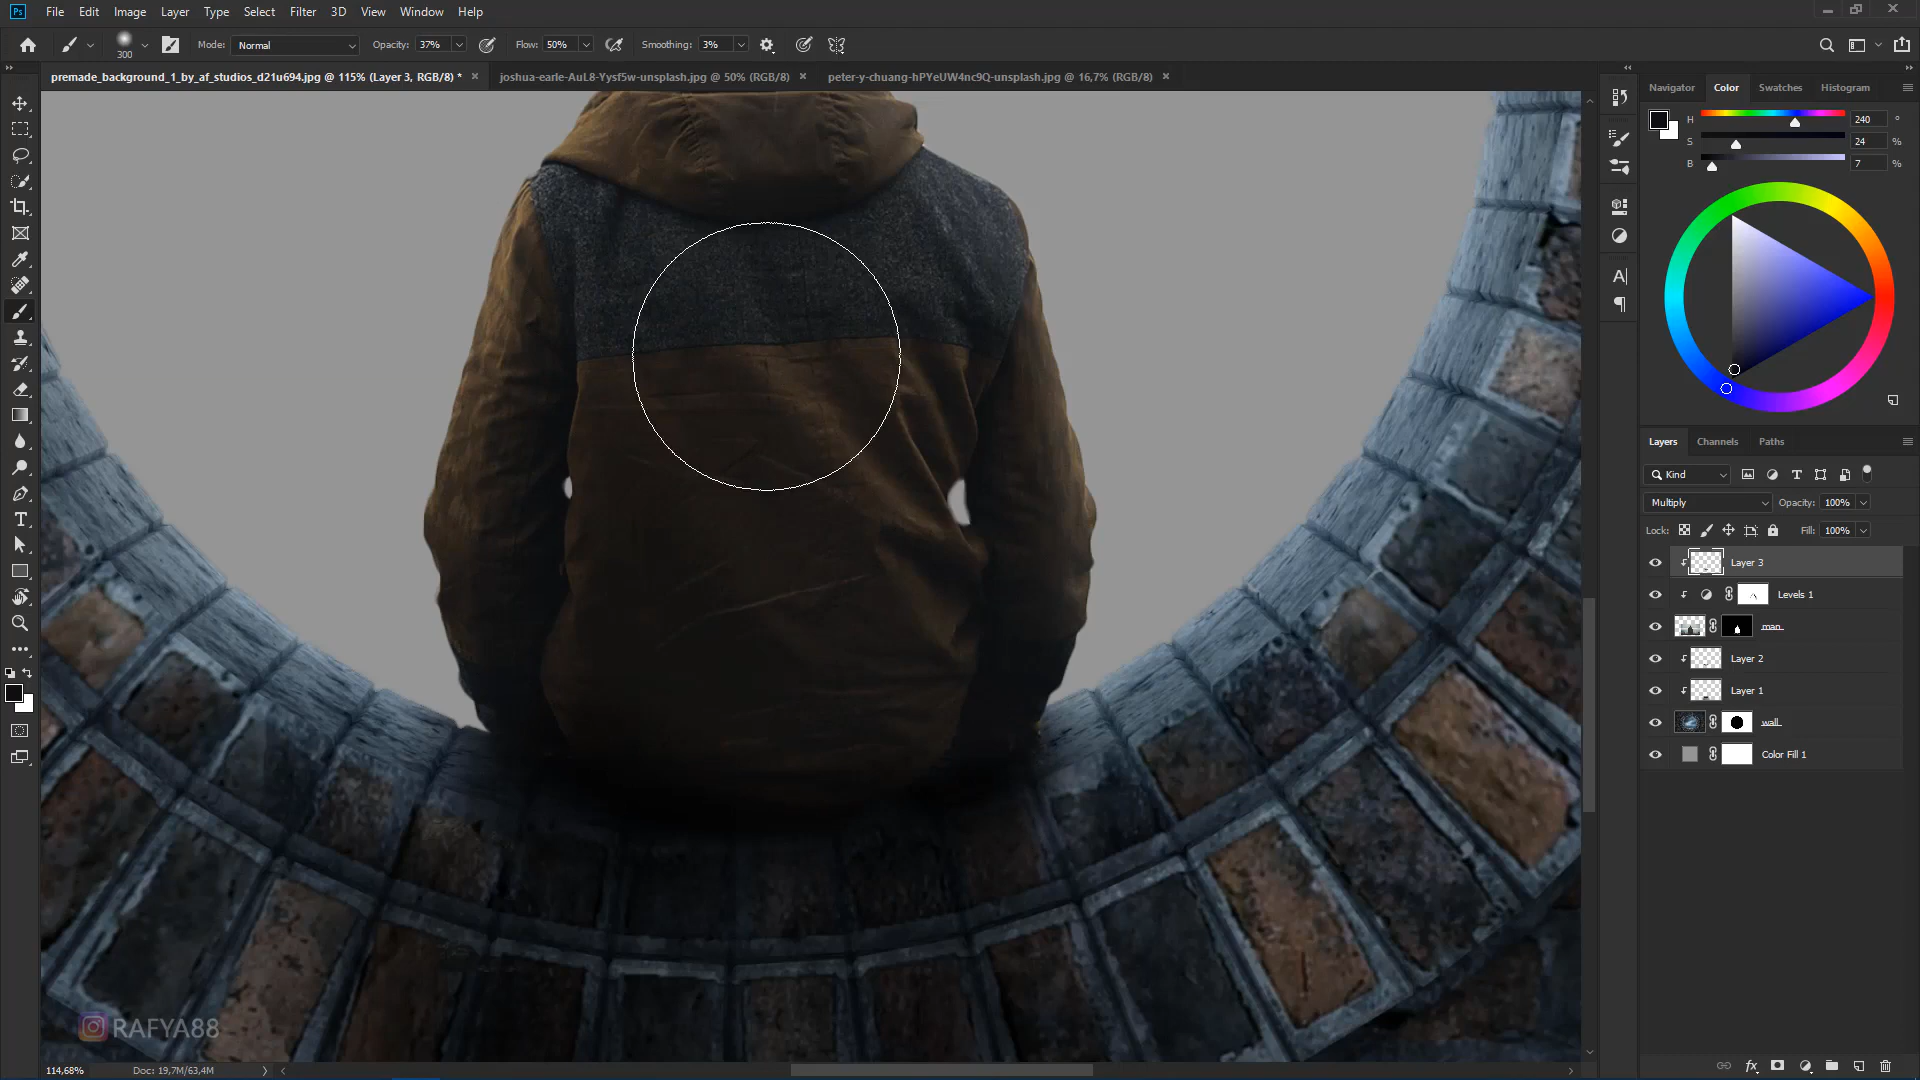 Ps File Edit Image Layer Type Select Filter 3D View Window Help
300 Mode: Normal Opacity: 37% Flow: 50% Smoothing: 3%
premade_background_1_by_af_studios_d21u694.jpg @ 115% (Layer 3, RGB/8) * joshua-earle-AuL8-Yysf5w-unsplash.jpg @ 50% (RGB/8) peter-y-chuang-hPYeUW4nc9Q-unsplash.jpg @ 16,7% (RGB/8)
Navigator Color Swatches Histogram
H 240 °
S 24 %
B 7 %
Layers Channels Paths
Kind
Multiply Opacity: 100%
Lock: Fill: 100%
Layer 3
Levels 1
man
Layer 2
Layer 1
wall
Color Fill 1
RAFYA88
114,68% Doc: 19,7M/63,4M